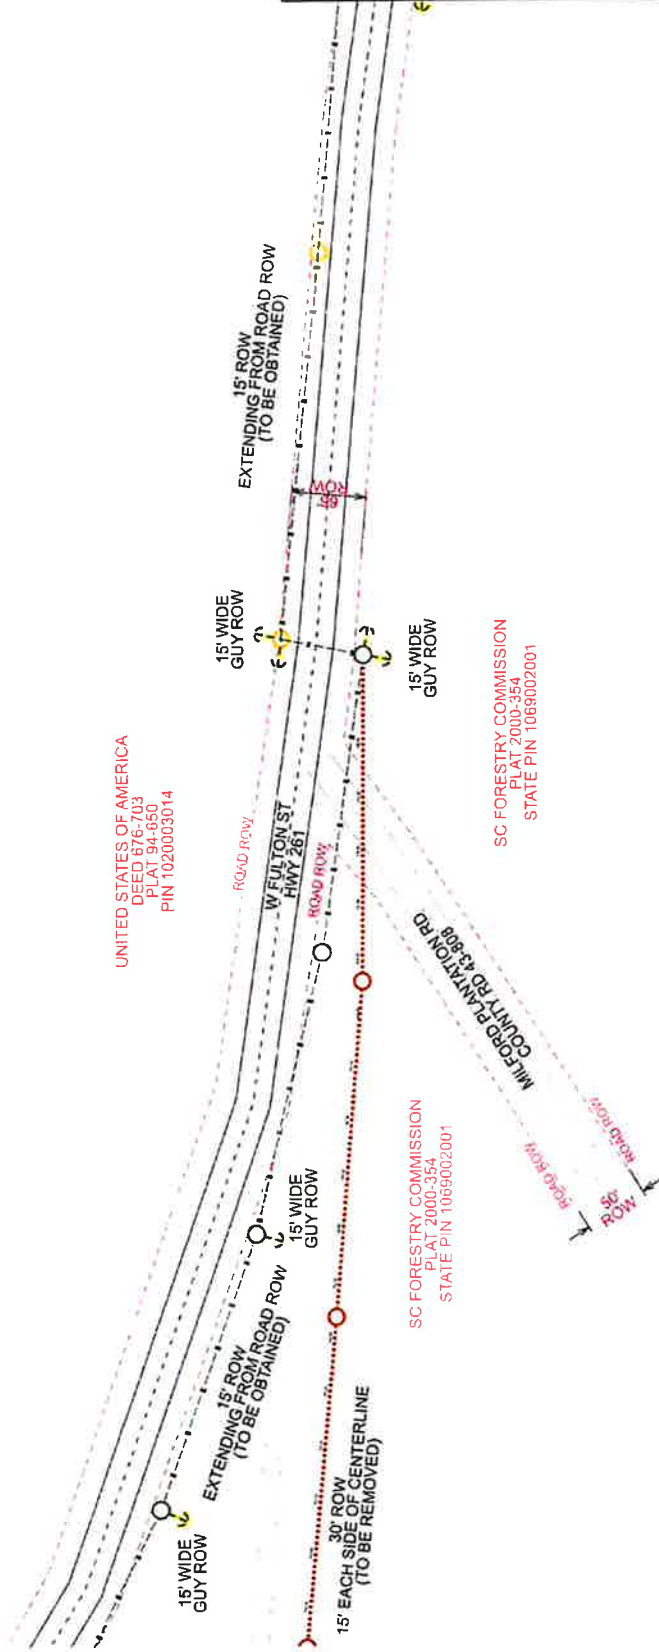 UNITED STATES OF AMERICA
DEED 676-703
PLAT 94-650
PIN 1020003014
15' WIDE
GUY ROW
15' ROW
EXTENDING FROM ROAD ROW
(TO BE OBTAINED)
ROAD ROW
W FULTON ST
HWY 261
ROAD ROW
ROW
15' WIDE
GUY ROW
15' WIDE
GUY ROW
15' ROW
EXTENDING FROM ROAD ROW
(TO BE OBTAINED)
15' WIDE
GUY ROW
30' ROW
15' EACH SIDE OF CENTERLINE
(TO BE REMOVED)
SC FORESTRY COMMISSION
PLAT 2000-354
STATE PIN 1069002001
MILFORD PLANTATION RD
COUNTY RD 43-808
ROAD ROW
50'
ROW
ROAD ROW
SC FORESTRY COMMISSION
PLAT 2000-354
STATE PIN 1069002001